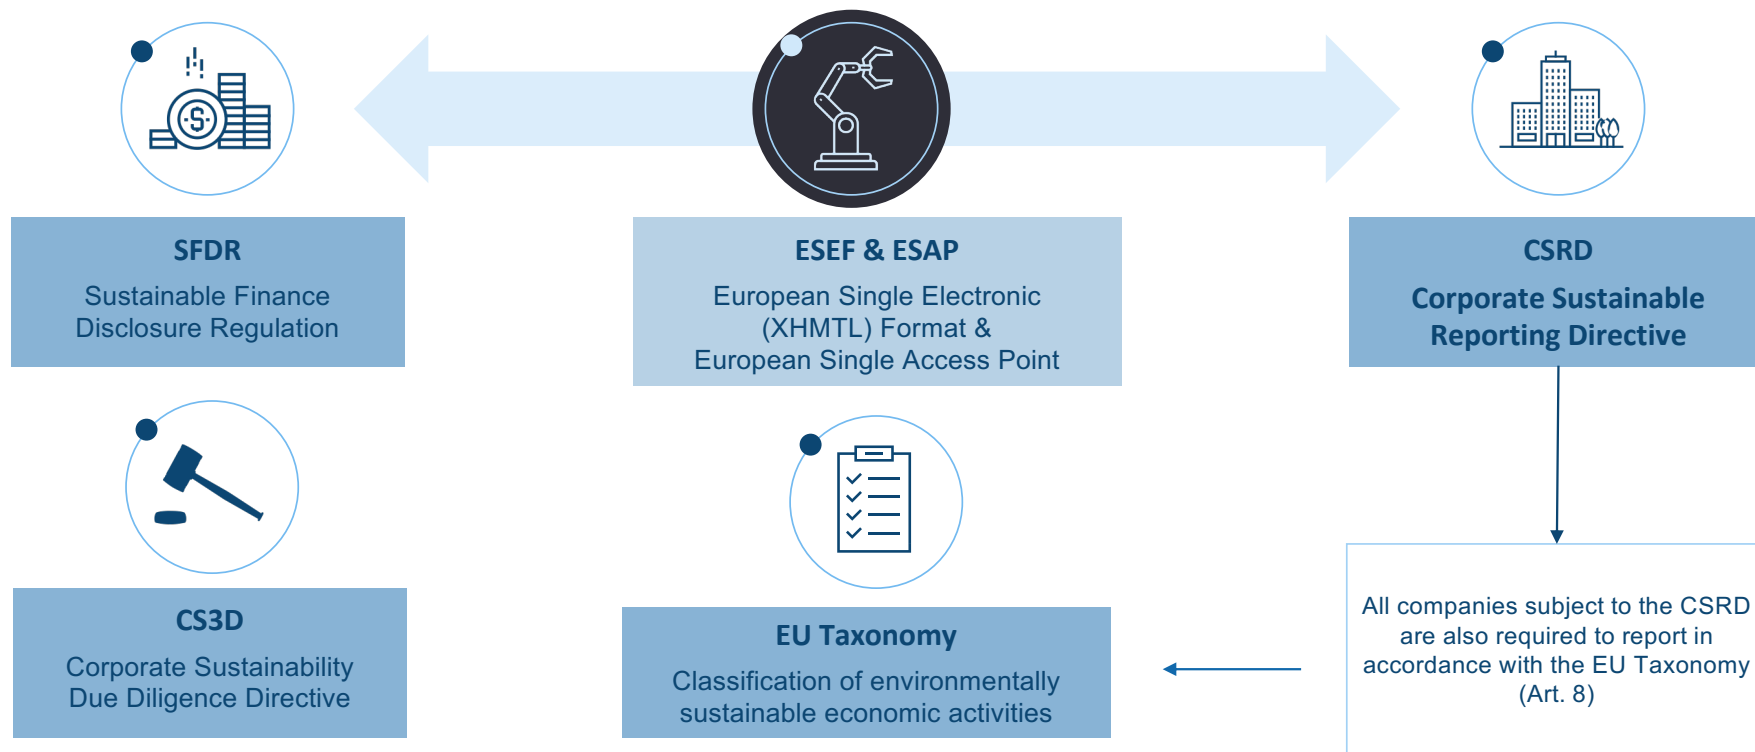 SFDR
Sustainable Finance
Disclosure Regulation
ESEF & ESAP
European Single Electronic
(XHMTL) Format &
European Single Access Point
CSRD
Corporate Sustainable
Reporting Directive
CS3D
Corporate Sustainability
Due Diligence Directive
EU Taxonomy
Classification of environmentally
sustainable economic activities
All companies subject to the CSRD
are also required to report in
accordance with the EU Taxonomy
(Art. 8)